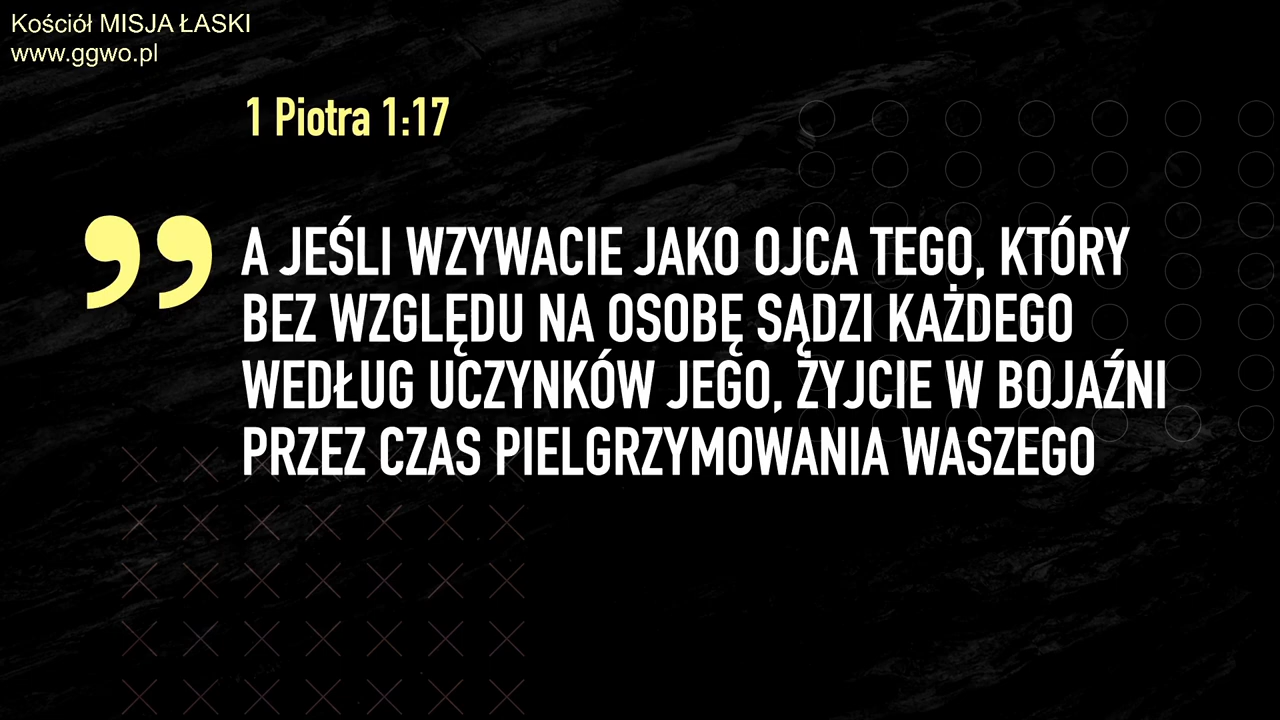 Kościół MISJA ŁASKI
www.ggwo.pl
1 Piotra 1:17
” A JEŚLI WZYWACIE JAKO OJCA TEGO, KTÓRY
BEZ WZGLĘDU NA OSOBĘ SĄDZI KAŻDEGO
WEDŁUG UCZYNKÓW JEGO, ŻYJCIE W BOJAŹNI
PRZEZ CZAS PIELGRZYMOWANIA WASZEGO